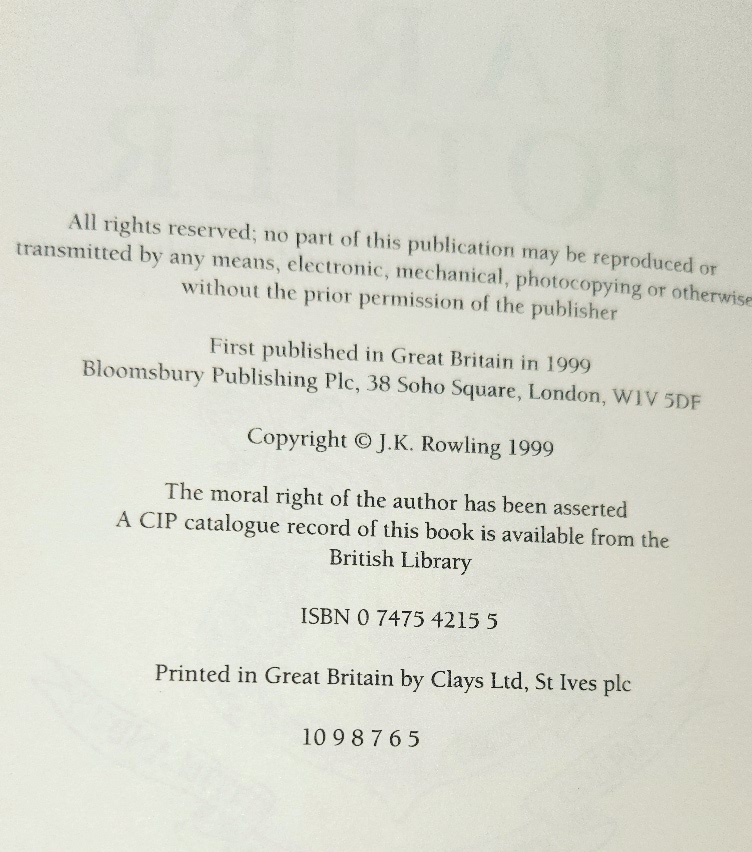 All rights reserved; no part of this publication may be reproduced or
transmitted by any means, electronic, mechanical, photocopying or otherwise
without the prior permission of the publisher
First published in Great Britain in 1999
Bloomsbury Publishing Plc, 38 Soho Square, London, W1V 5DF
Copyright © J.K. Rowling 1999
The moral right of the author has been asserted
A CIP catalogue record of this book is available from the
British Library
ISBN 0 7475 4215 5
Printed in Great Britain by Clays Ltd, St Ives plc
10 9 8 7 6 5